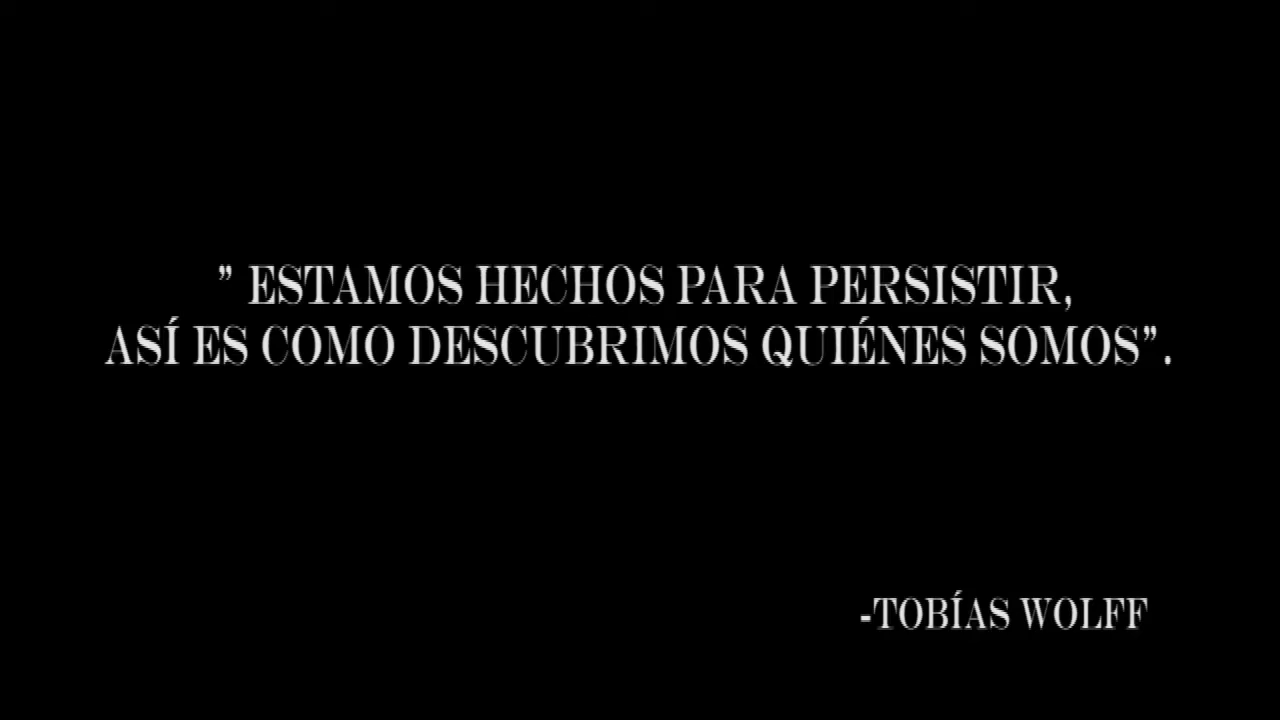 ” ESTAMOS HECHOS PARA PERSISTIR,
ASÍ ES COMO DESCUBRIMOS QUIÉNES SOMOS”.
-TOBÍAS WOLFF